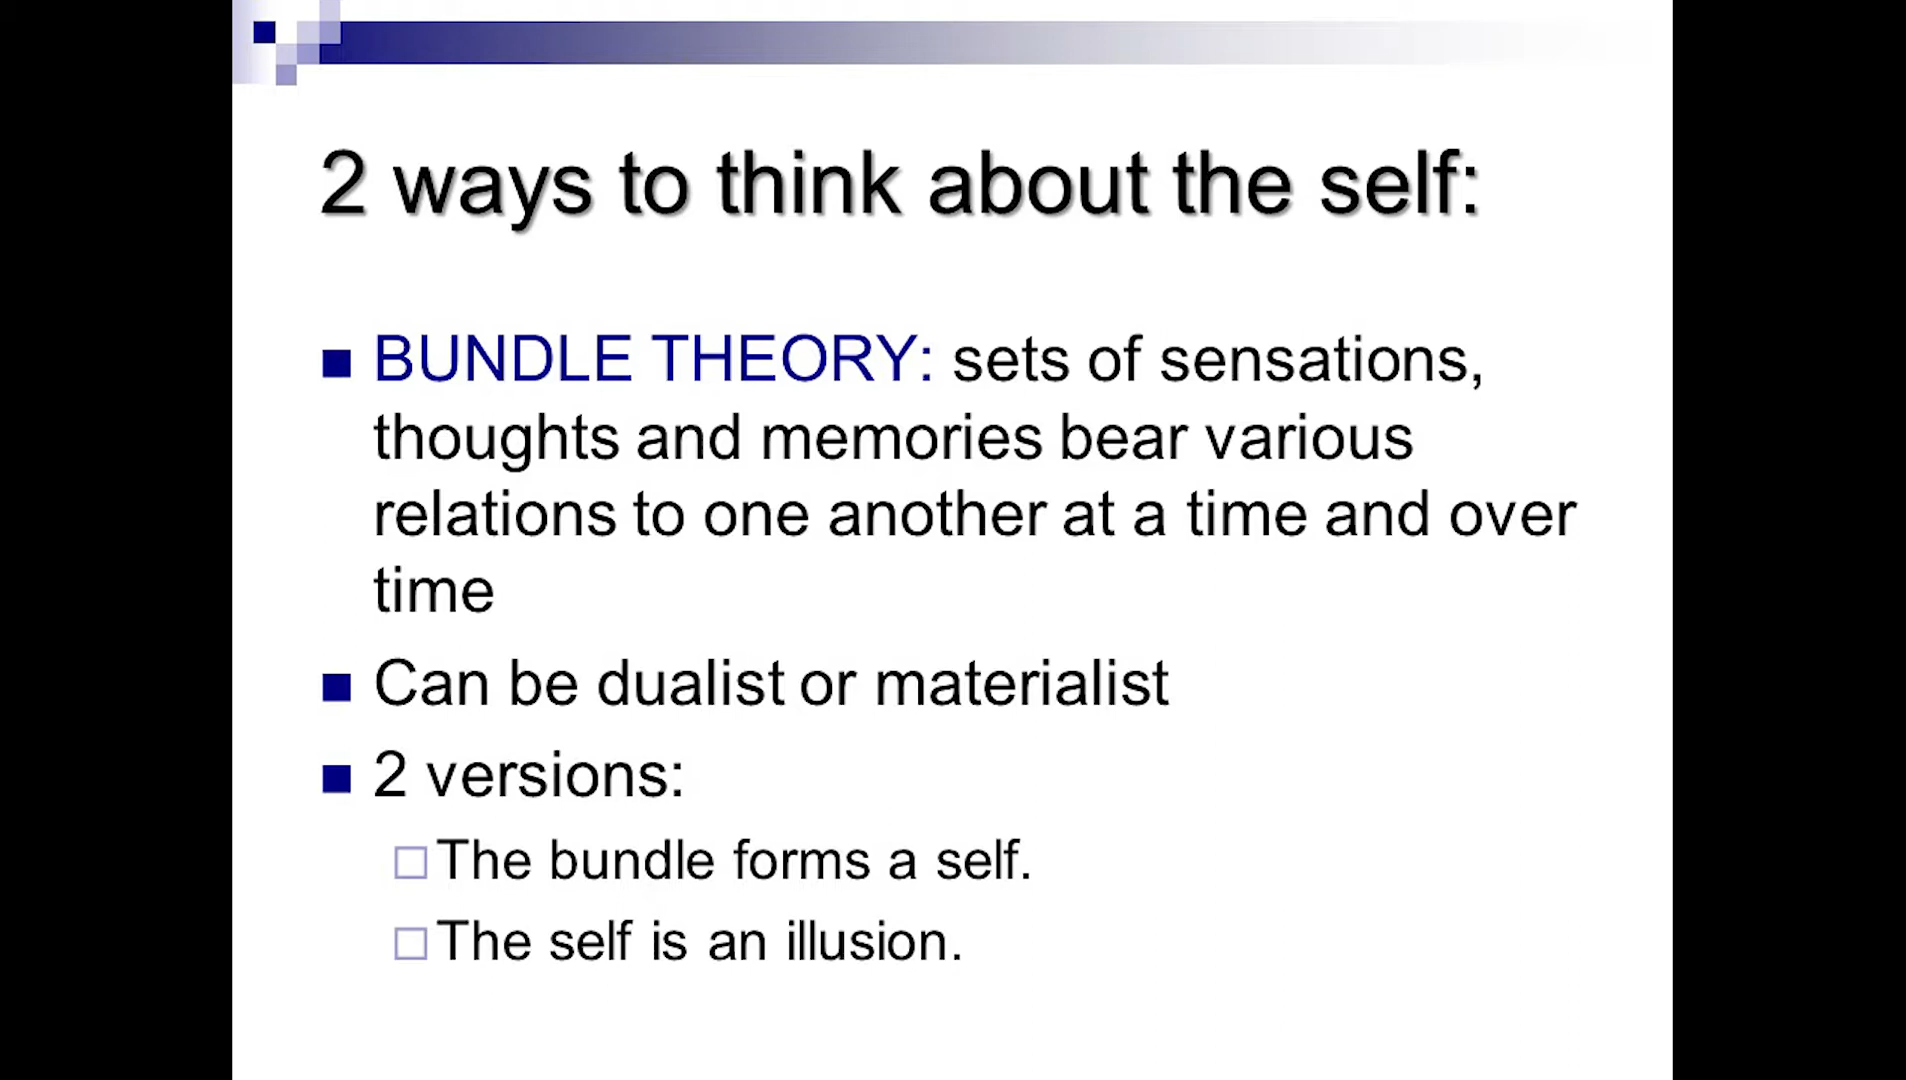 2 ways to think about the self:
BUNDLE THEORY: sets of sensations,
thoughts and memories bear various
relations to one another at a time and over
time
Can be dualist or materialist
2 versions:
The bundle forms a self.
The self is an illusion.